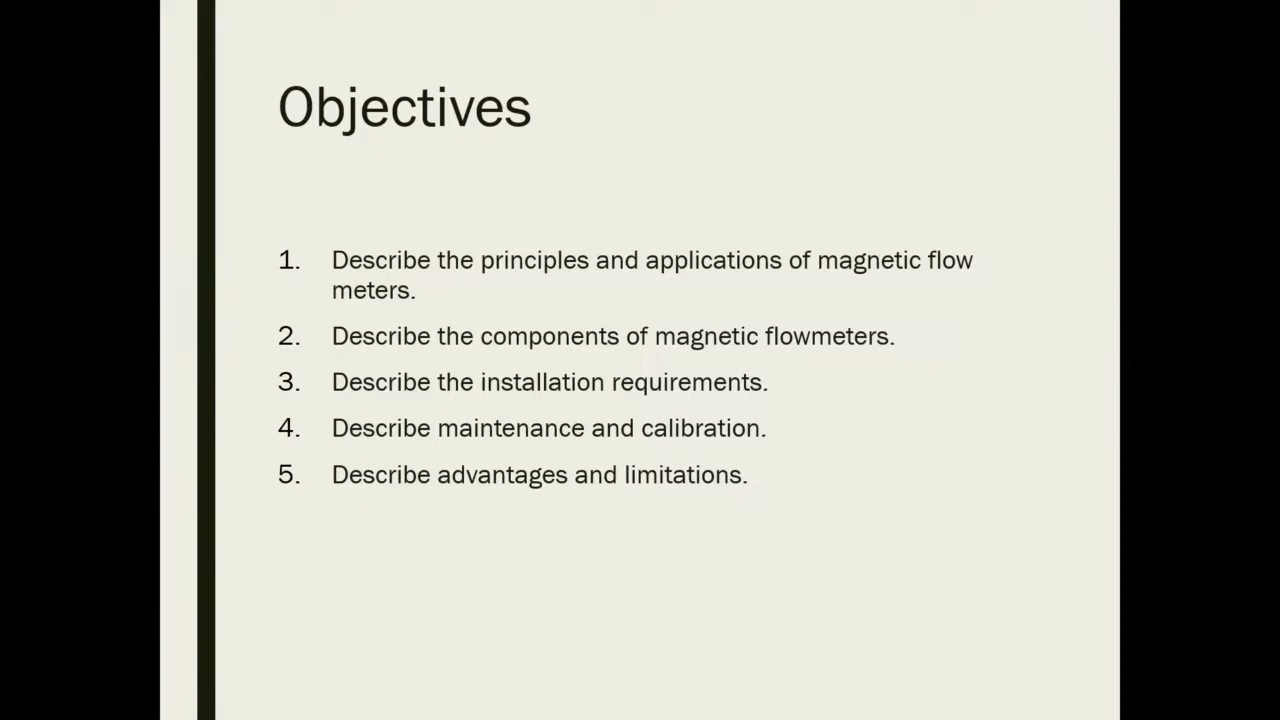 Objectives
1. Describe the principles and applications of magnetic flow
meters.
2. Describe the components of magnetic flowmeters.
3. Describe the installation requirements.
4. Describe maintenance and calibration.
5. Describe advantages and limitations.